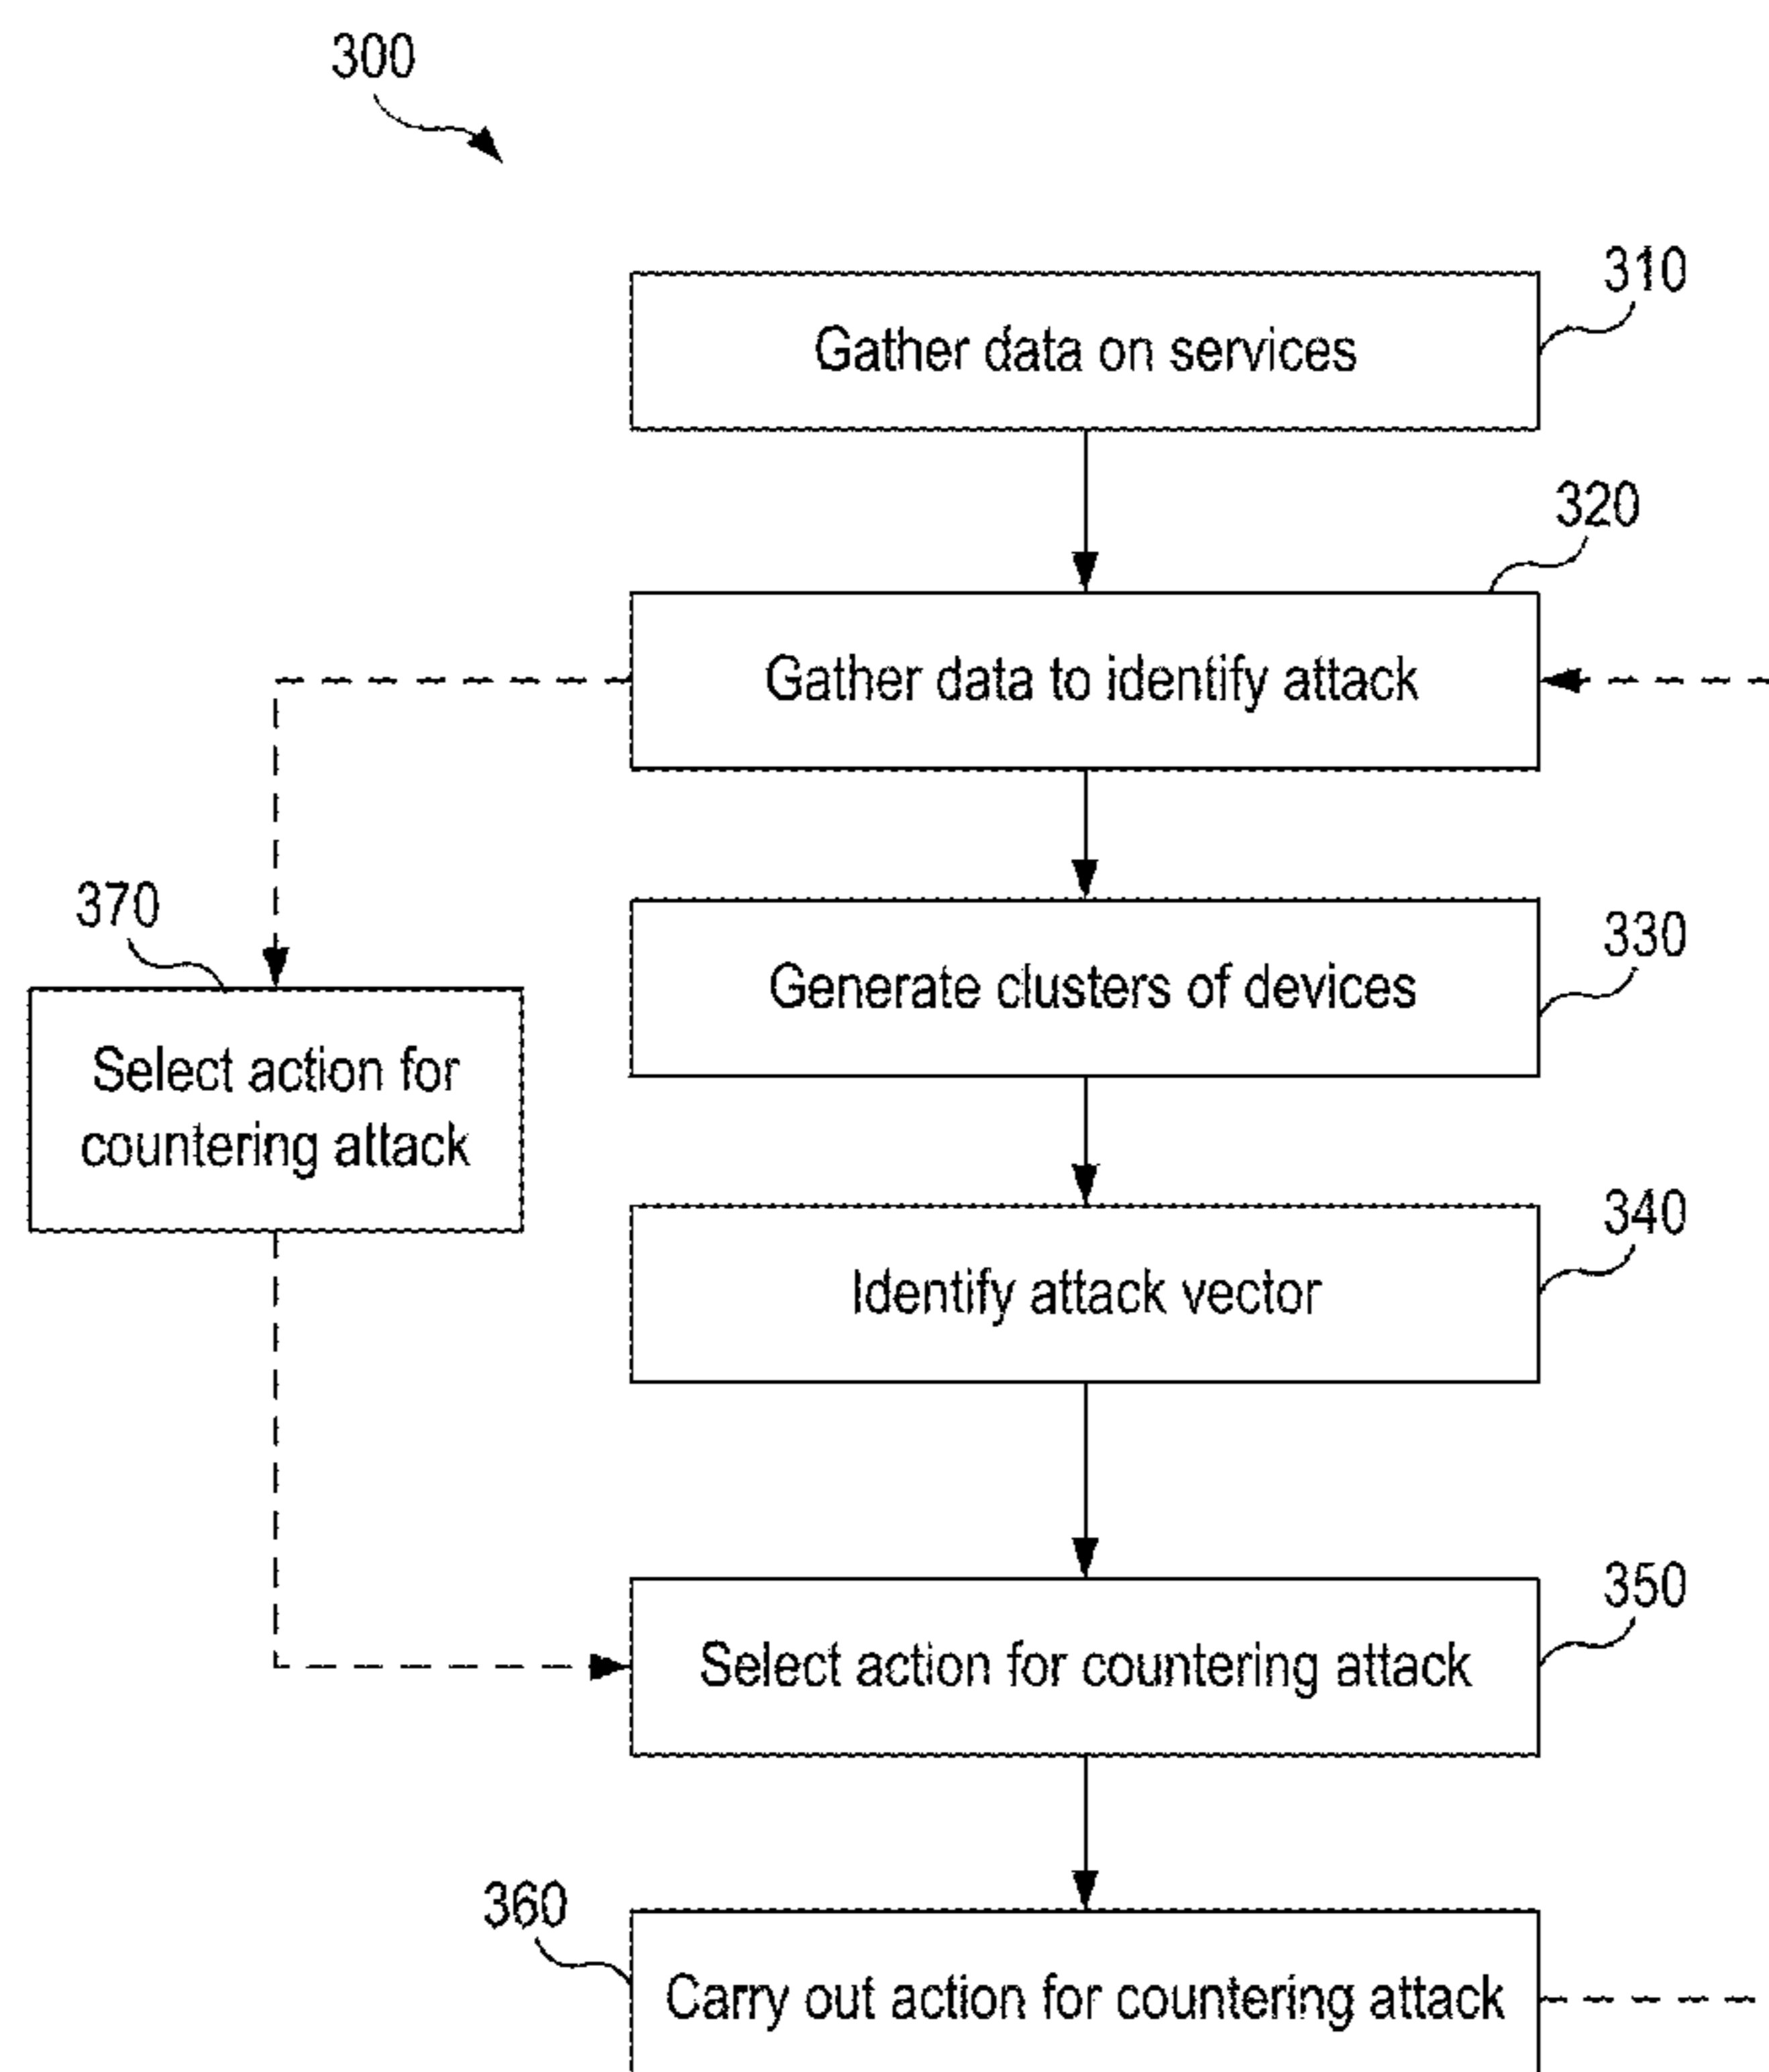 300
310
Gather data on services
320
Gather data to identify attack
370
330
Generate clusters of devices
Select action for
countering attack
340
Identify attack vector
350
Select action for countering attack
360
Carry out action for countering attack